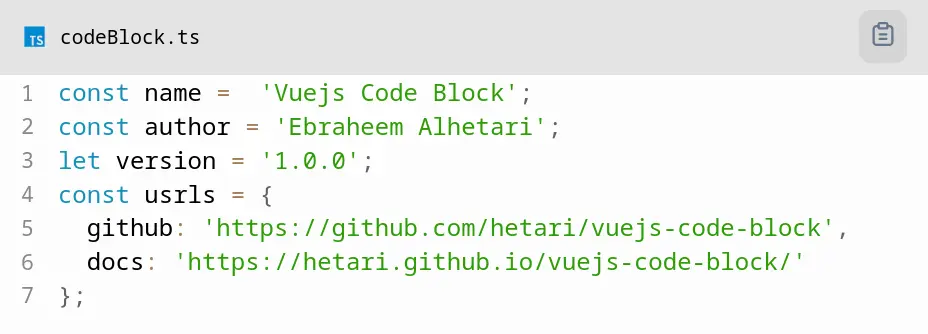 TS codeBlock.ts
1 const name =  'Vuejs Code Block';
2 const author = 'Ebraheem Alhetari';
3 let version = '1.0.0';
4 const usrls = {
5   github: 'https://github.com/hetari/vuejs-code-block',
6   docs: 'https://hetari.github.io/vuejs-code-block/'
7 };